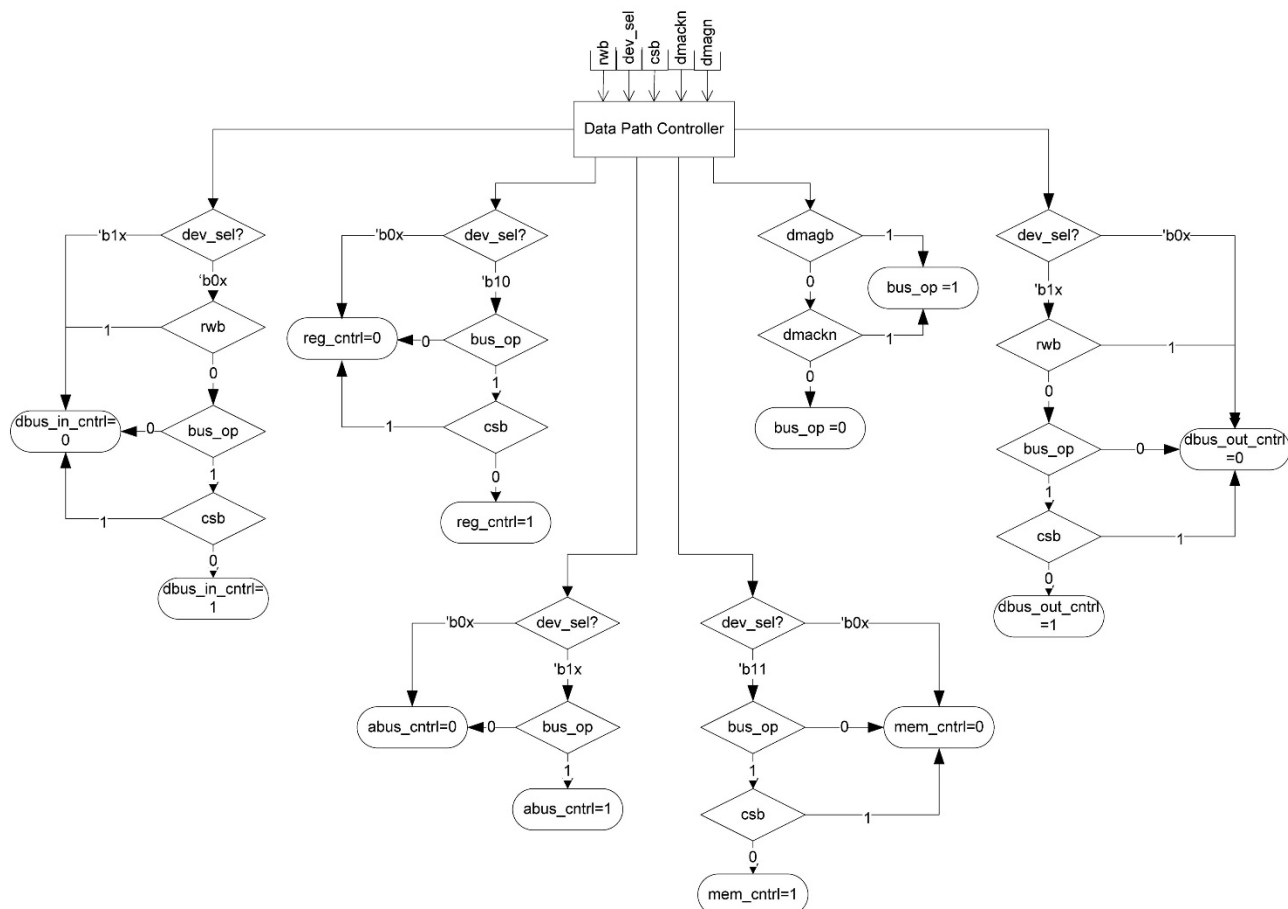 rwb
dev_sel
csb
dmackn
dmagn
Data Path Controller
dev_sel?
'b1x
‘b0x
rwb
1
0
bus_op
0
dbus_in_cntrl=
0
1
csb
1
0
dbus_in_cntrl=
1
dev_sel?
'b0x
'b10
bus_op
0
reg_cntrl=0
1
csb
1
0
reg_cntrl=1
dev_sel?
'b0x
'b1x
bus_op
0
abus_cntrl=0
1
abus_cntrl=1
dev_sel?
'b0x
'b11
bus_op
0
mem_cntrl=0
1
csb
1
0
mem_cntrl=1
dmagb
1
0
bus_op =1
dmackn
1
0
bus_op =0
dev_sel?
'b0x
'b1x
rwb
1
0
bus_op
0
dbus_out_cntrl
=0
1
csb
1
0
dbus_out_cntrl
=1